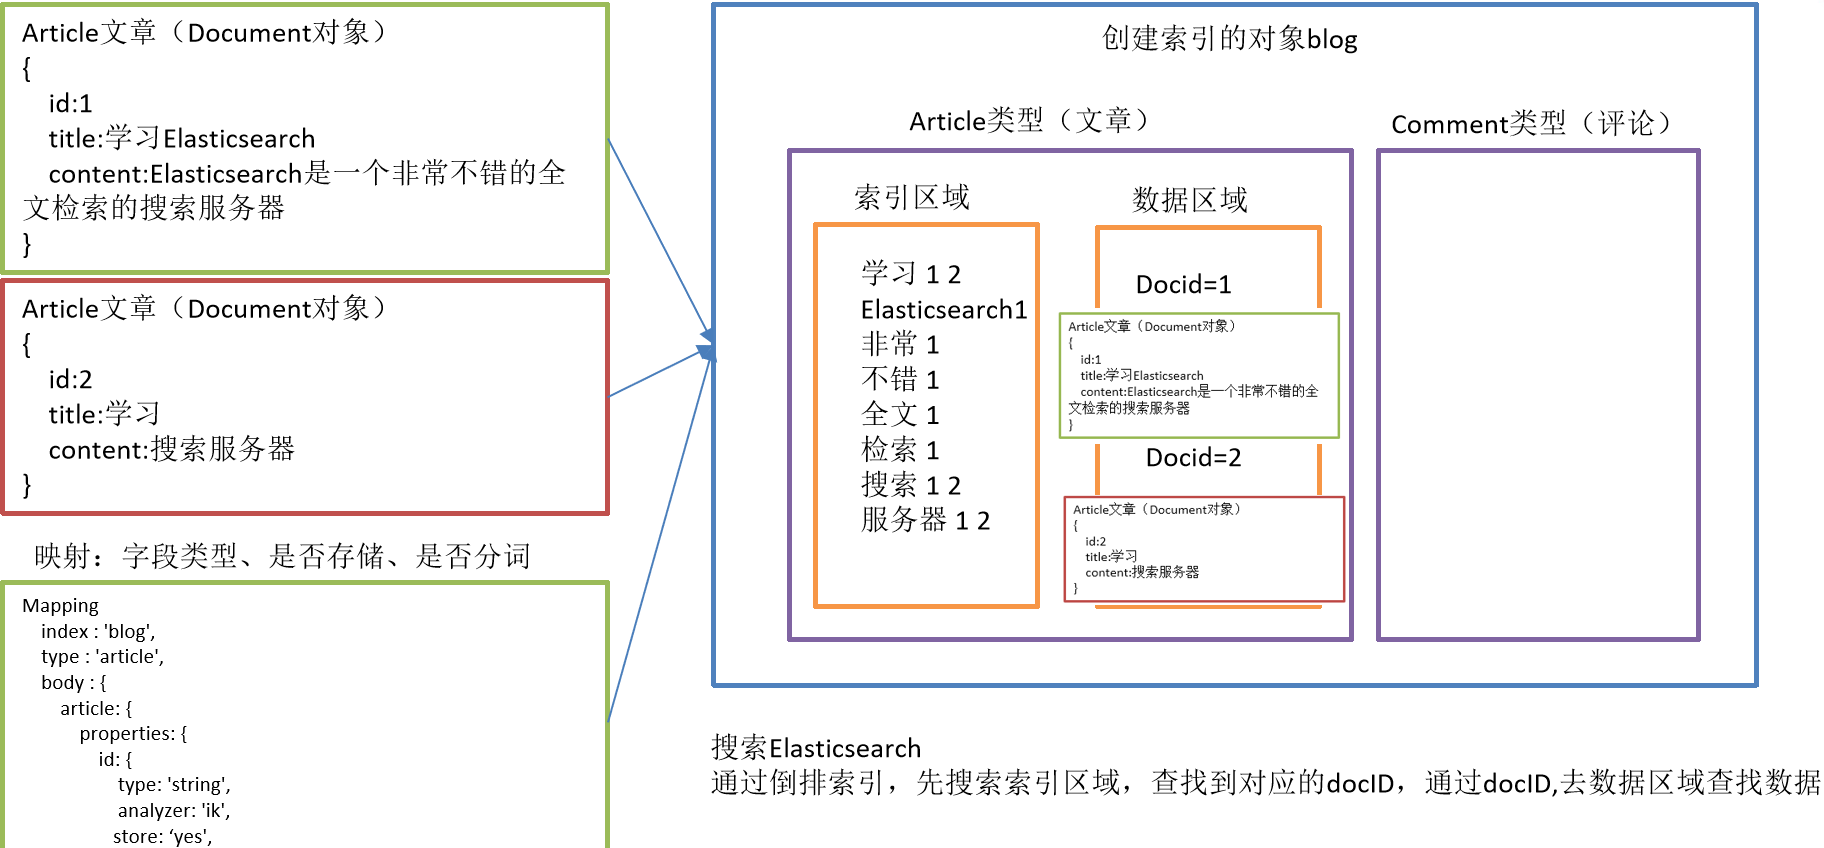 Article文章（Document对象）
{
id:1
title:学习Elasticsearch
content:Elasticsearch是一个非常不错的全
文检索的搜索服务器
}
Article文章（Document对象）
{
id:2
title:学习
content:搜索服务器
}
映射：字段类型、是否存储、是否分词
Mapping
index : 'blog',
type : 'article',
body : {
article: {
properties: {
id: {
type: 'string',
analyzer: 'ik',
store: ‘yes',
创建索引的对象blog
Article类型（文章）
索引区域
学习 1 2
Elasticsearch1
非常 1
不错 1
全文 1
检索 1
搜索 1 2
服务器 1 2
数据区域
Docid=1
Article文章（Document对象）
{
id:1
title:学习Elasticsearch
content:Elasticsearch是一个非常不错的全
文检索的搜索服务器
}
Docid=2
Article文章（Document对象）
{
id:2
title:学习
content:搜索服务器
}
Comment类型（评论）
搜索Elasticsearch
通过倒排索引，先搜索索引区域，查找到对应的docID，通过docID,去数据区域查找数据